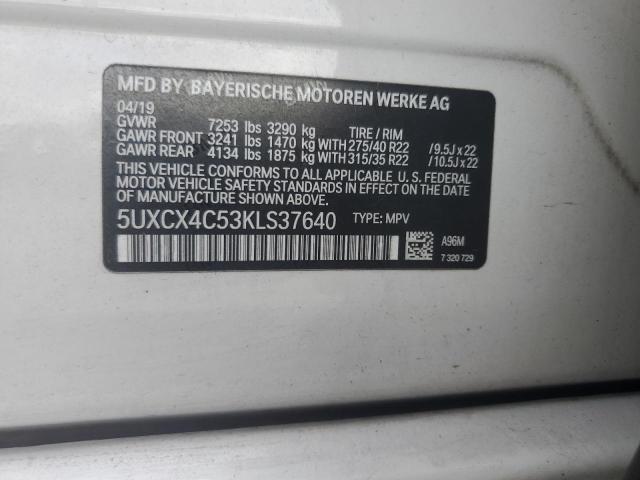 MFD BY BAYERISCHE MOTOREN WERKE AG
04/19
GVWR 7253 lbs 3290 kg TIRE / RIM
GAWR FRONT 3241 lbs 1470 kg WITH 275/40 R22 / 9.5J x 22
GAWR REAR 4134 lbs 1875 kg WITH 315/35 R22 / 10.5J x 22
THIS VEHICLE CONFORMS TO ALL APPLICABLE U. S. FEDERAL
MOTOR VEHICLE SAFETY STANDARDS IN EFFECT ON THE
DATE OF MANUFACTURE SHOWN ABOVE.
5UXCX4C53KLS37640 TYPE: MPV
A96M
7 320 729